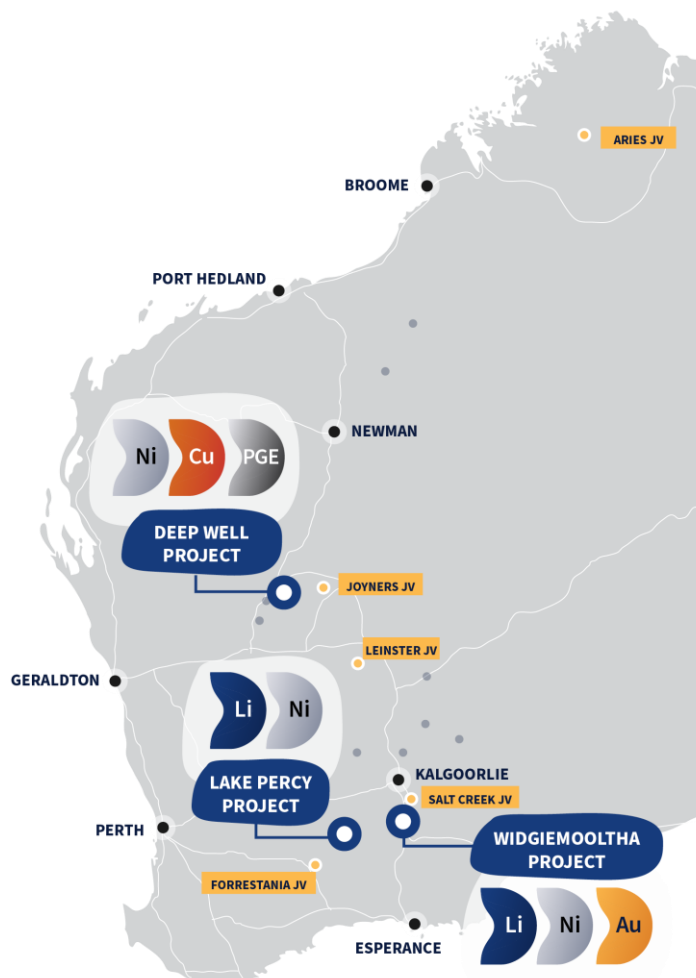 ARIES JV
BROOME
PORT HEDLAND
NEWMAN
Ni Cu PGE
DEEP WELL
PROJECT
JOYNERS JV
LEINSTER JV
GERALDTON
Li Ni
KALGOORLIE
LAKE PERCY
PROJECT
SALT CREEK JV
PERTH
WIDGIEMOOLTHA
PROJECT
FORRESTANIA JV
Li Ni Au
ESPERANCE